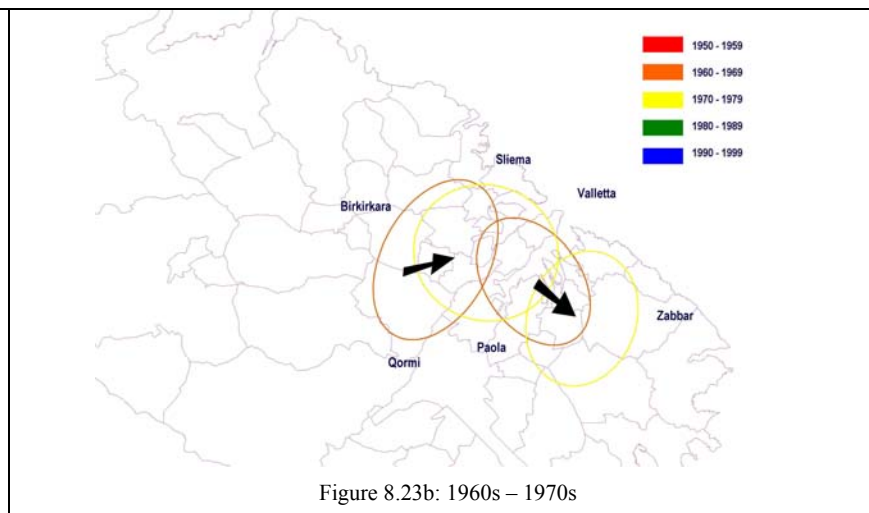 1950 - 1959
1960 - 1969
1970 - 1979
1980 - 1989
1990 - 1999
Sliema
Valletta
Birkirkara
Zabbar
Paola
Qormi
Figure 8.23b: 1960s – 1970s